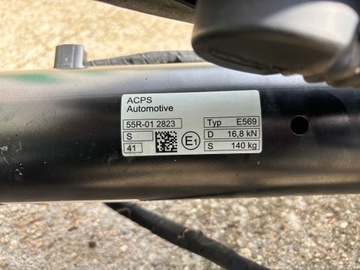 ACPS
Automotive
55R-01 2823
Typ E569
S
E1
D 16,8 kN
41
S 140 kg